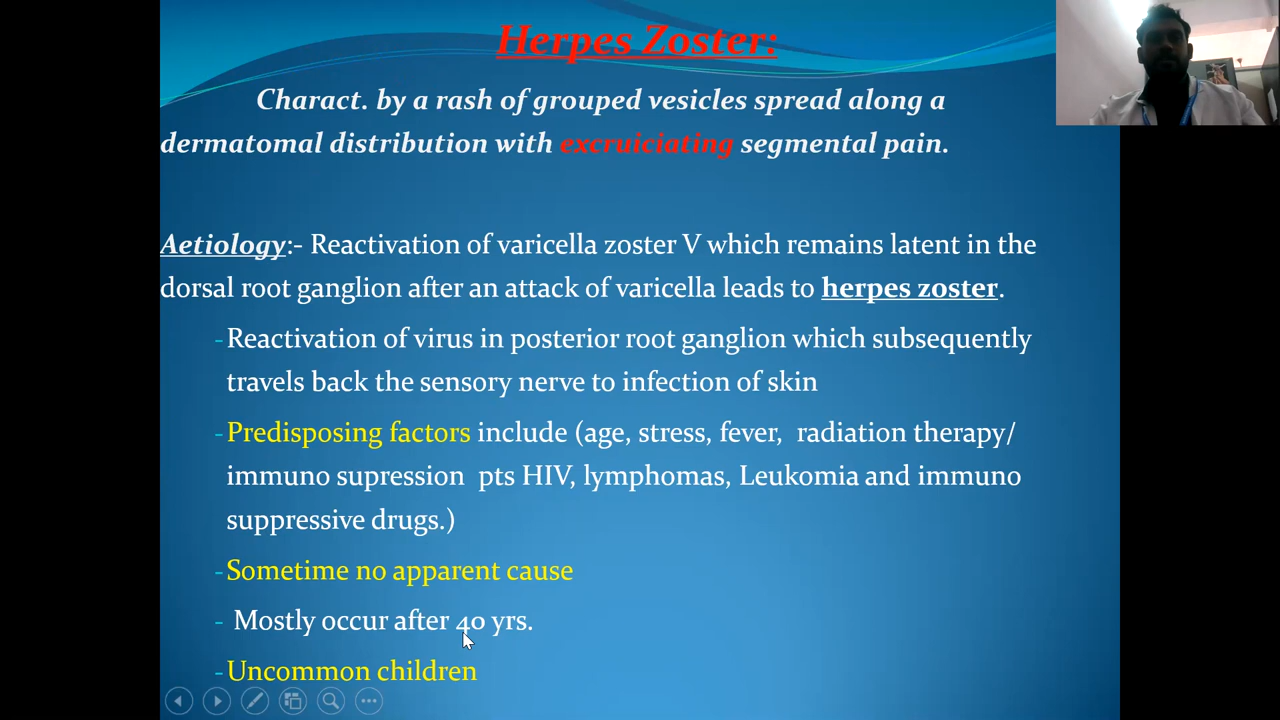 Herpes Zoster:
Charact. by a rash of grouped vesicles spread along a
dermatomal distribution with excruiciating segmental pain.
Aetiology:- Reactivation of varicella zoster V which remains latent in the
dorsal root ganglion after an attack of varicella leads to herpes zoster.
-Reactivation of virus in posterior root ganglion which subsequently
travels back the sensory nerve to infection of skin
-Predisposing factors include (age, stress, fever, radiation therapy/
immuno supression pts HIV, lymphomas, Leukomia and immuno
suppressive drugs.)
-Sometime no apparent cause
- Mostly occur after 40 yrs.
-Uncommon children